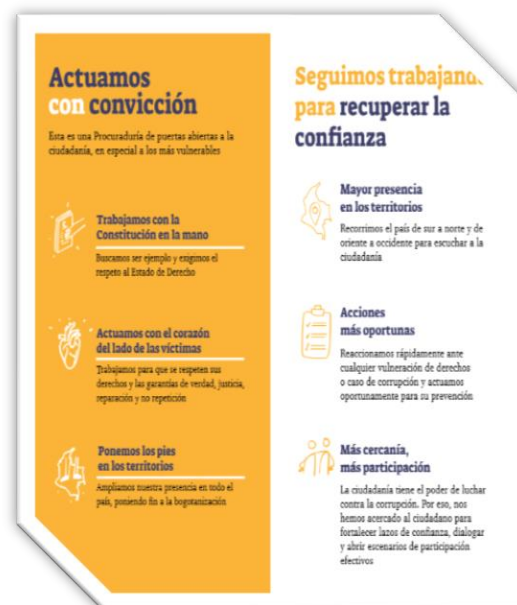 Actuamos
con convicción
Esta es una Procuraduría de puertas abiertas a la
ciudadanía, en especial a los más vulnerables
Trabajamos con la
Constitución en la mano
Buscamos ser ejemplo y exigimos el
respeto al Estado de Derecho
Actuamos con el corazón
del lado de las víctimas
Trabajamos para que se respeten sus
derechos y las garantías de verdad, justicia,
reparación y no repetición
Ponemos los pies
en los territorios
Ampliamos nuestra presencia en todo el
país, poniendo fin a la bogotanización
Seguimos
para recuperar la
confianza
Mayor presencia
en los territorios
Recorrimos el país de sur a norte y de
oriente a occidente para escuchar a la
ciudadanía
Acciones
más oportunas
Reaccionamos rápidamente ante
cualquier vulneración de derechos
o caso de corrupción y actuamos
oportunamente para su prevención
Más cercanía,
más participación
La ciudadanía tiene el poder de luchar
contra la corrupción. Por eso, nos
hemos acercado al ciudadano para
fortalecer lazos de confianza, dialogar
y abrir escenarios de participación
efectivos